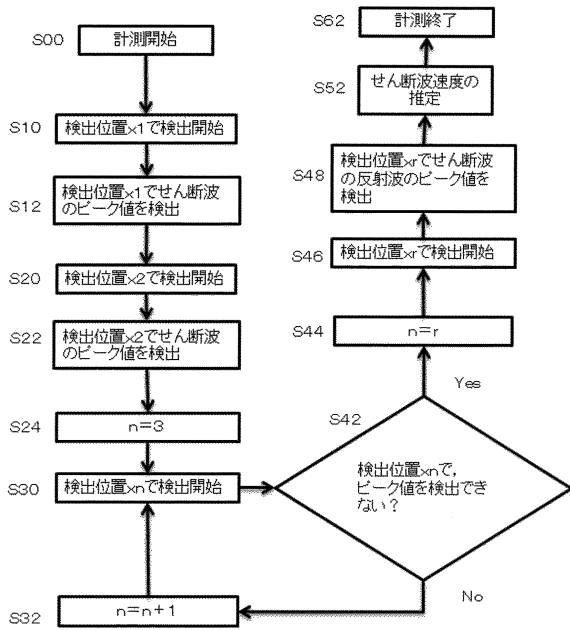 S00
計測開始
S10
検出位置x1で検出開始
S12
検出位置x1でせん断波
のピーク値を検出
S20
検出位置x2で検出開始
S22
検出位置x2でせん断波
のピーク値を検出
S24
n=3
S30
検出位置xnで検出開始
S32
n=n+1
S42
検出位置xnで,
ピーク値を検出でき
ない?
Yes
No
S44
n=r
S46
検出位置xrで検出開始
S48
検出位置xrでせん断波
の反射波のピーク値を
検出
S52
せん断波速度の
推定
S62
計測終了